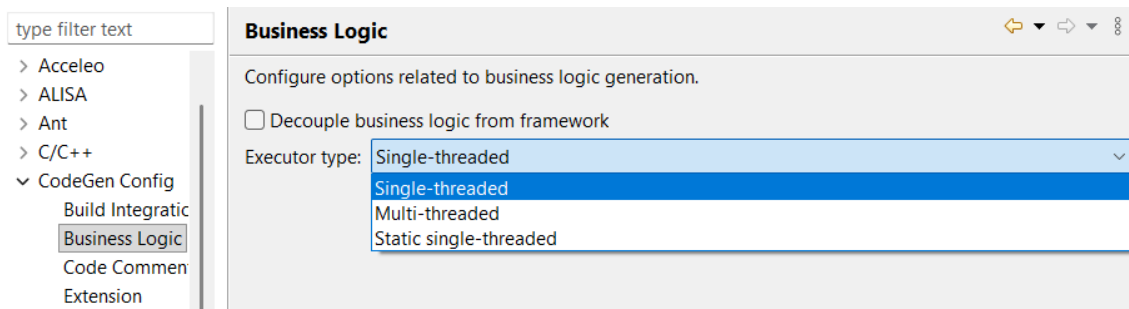 type filter text
Acceleo
ALISA
Ant
C/C++
CodeGen Config
Build Integratic
Business Logic
Code Commen
Extension
Business Logic
Configure options related to business logic generation.
Decouple business logic from framework
Executor type: Single-threaded
Single-threaded
Multi-threaded
Static single-threaded